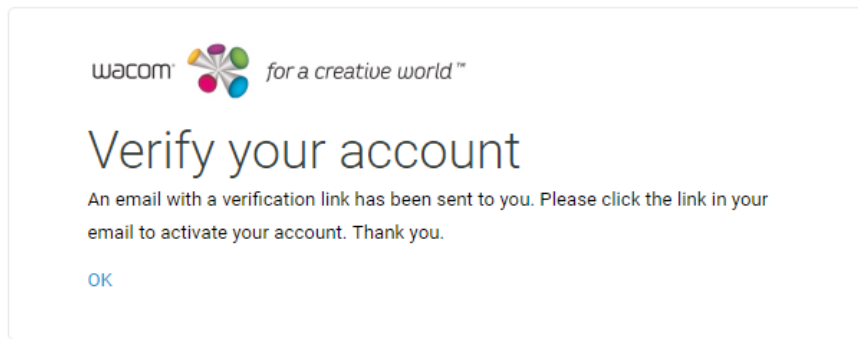 wacom for a creative world™
Verify your account
An email with a verification link has been sent to you. Please click the link in your
email to activate your account. Thank you.
OK